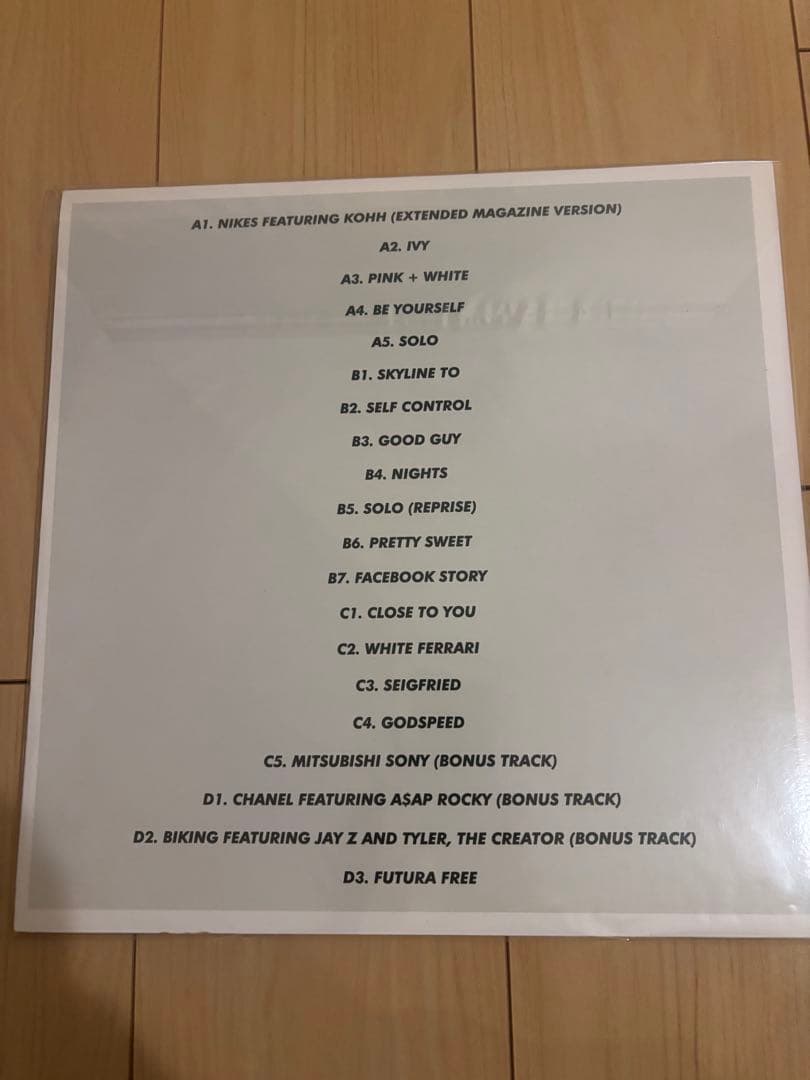 A1. NIKES FEATURING KOHH (EXTENDED MAGAZINE VERSION)
A2. IVY
A3. PINK + WHITE
A4. BE YOURSELF
A5. SOLO
B1. SKYLINE TO
B2. SELF CONTROL
B3. GOOD GUY
B4. NIGHTS
B5. SOLO (REPRISE)
B6. PRETTY SWEET
B7. FACEBOOK STORY
C1. CLOSE TO YOU
C2. WHITE FERRARI
C3. SEIGFRIED
C4. GODSPEED
C5. MITSUBISHI SONY (BONUS TRACK)
D1. CHANEL FEATURING A$AP ROCKY (BONUS TRACK)
D2. BIKING FEATURING JAY Z AND TYLER, THE CREATOR (BONUS TRACK)
D3. FUTURA FREE